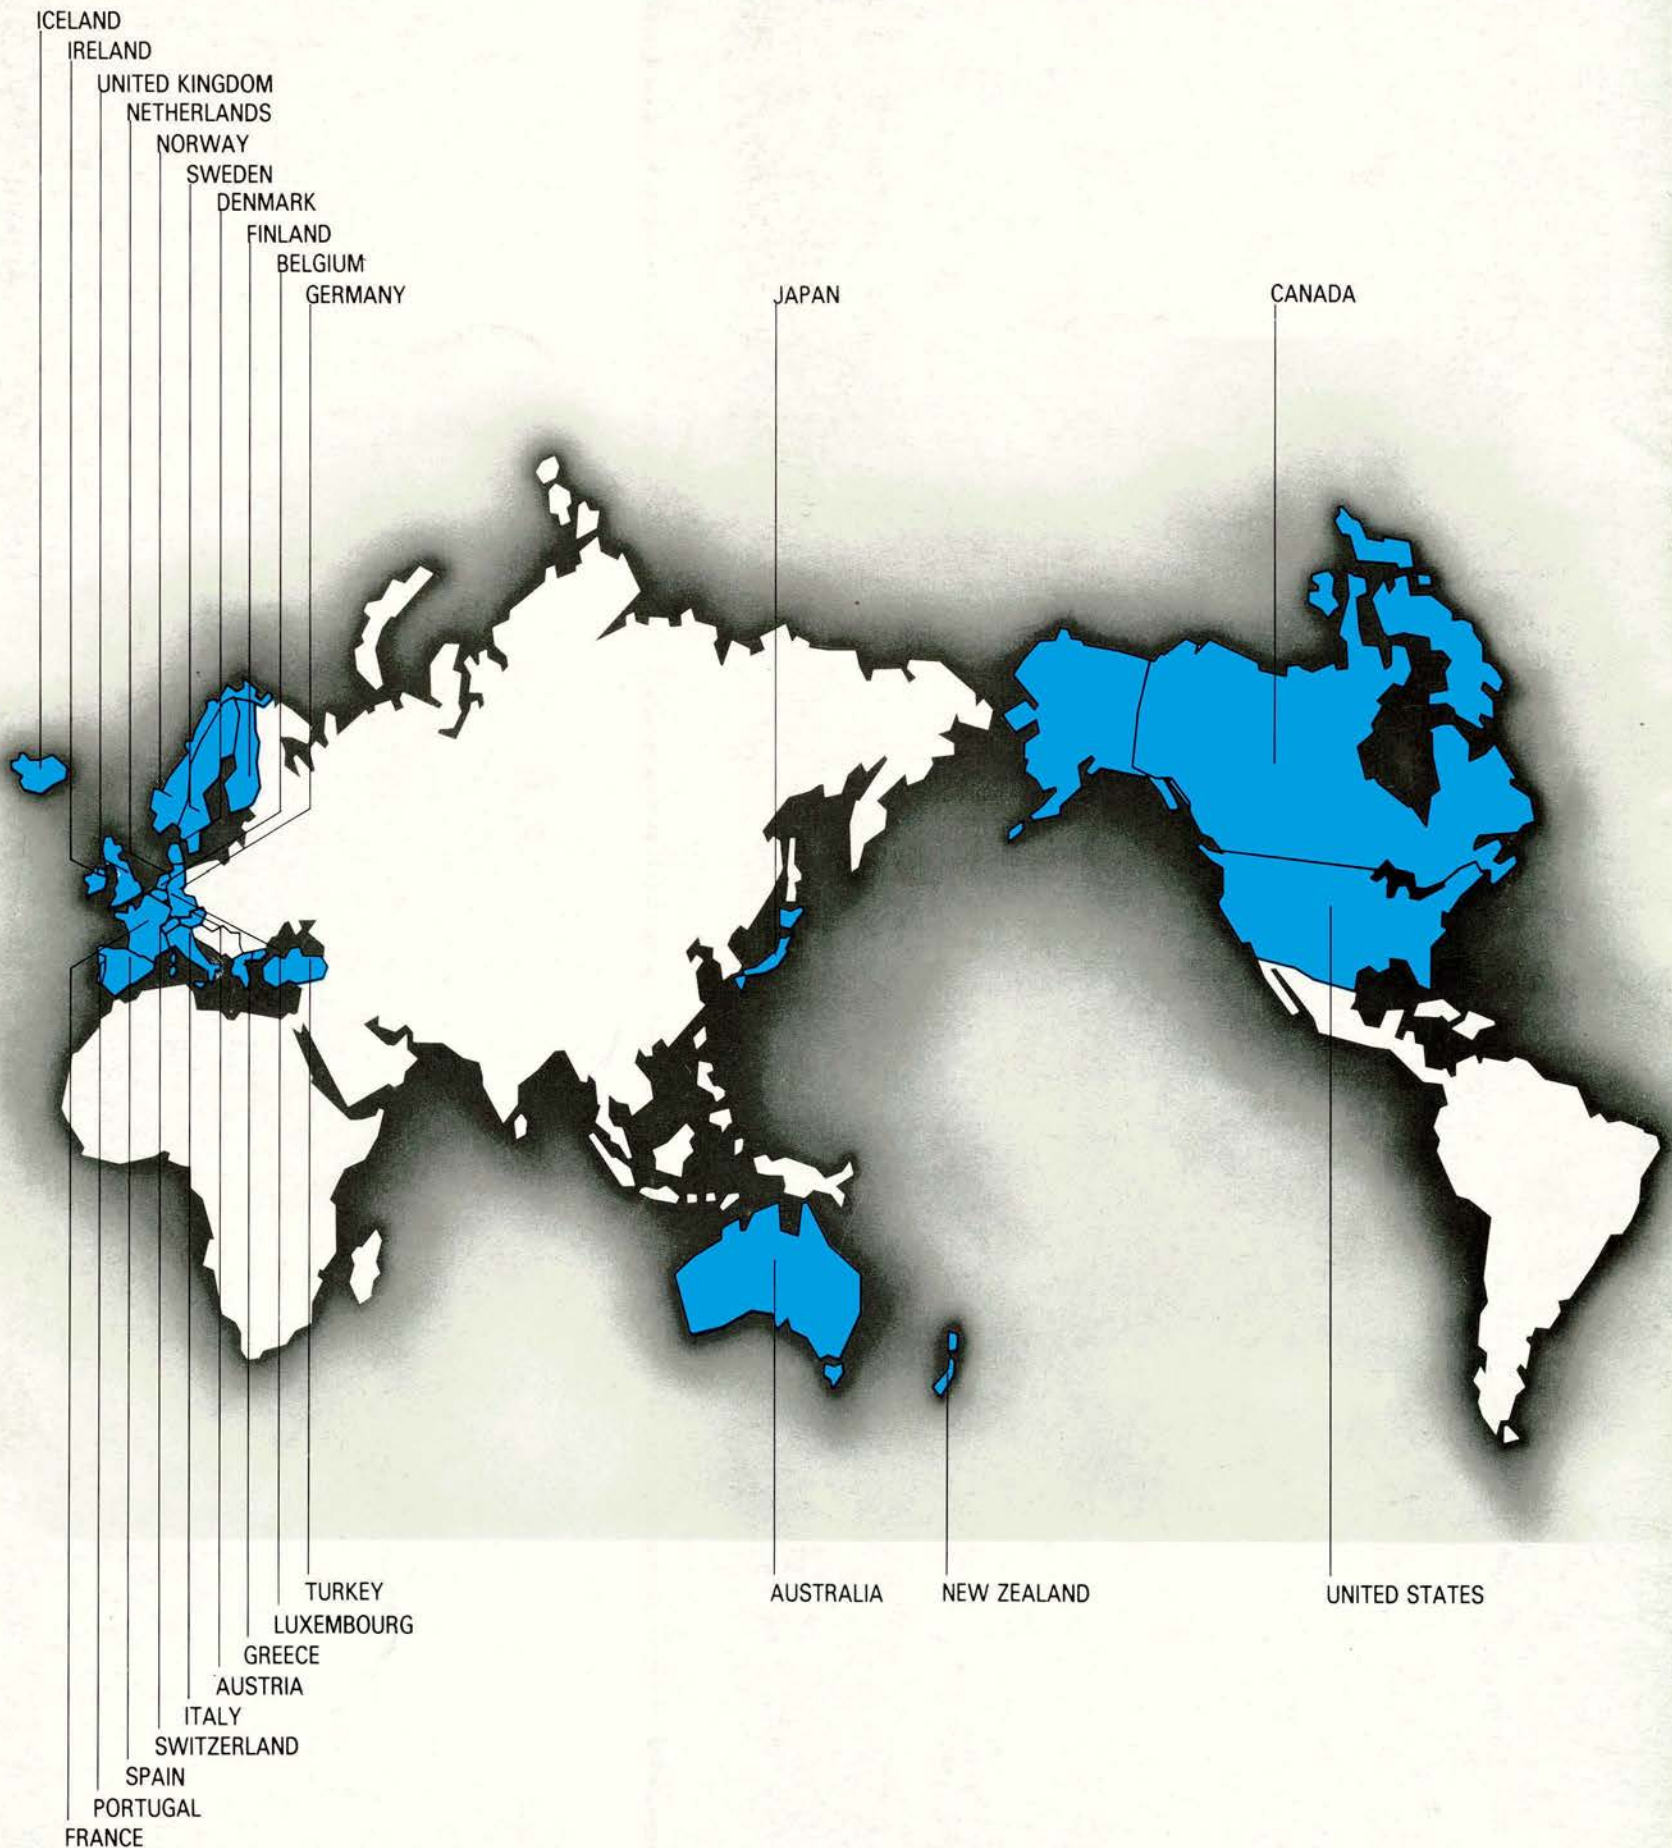 ICELAND
IRELAND
UNITED KINGDOM
NETHERLANDS
NORWAY
SWEDEN
DENMARK
FINLAND
BELGIUM
GERMANY
JAPAN
CANADA
TURKEY
AUSTRALIA
NEW ZEALAND
UNITED STATES
LUXEMBOURG
GREECE
AUSTRIA
ITALY
SWITZERLAND
SPAIN
PORTUGAL
FRANCE